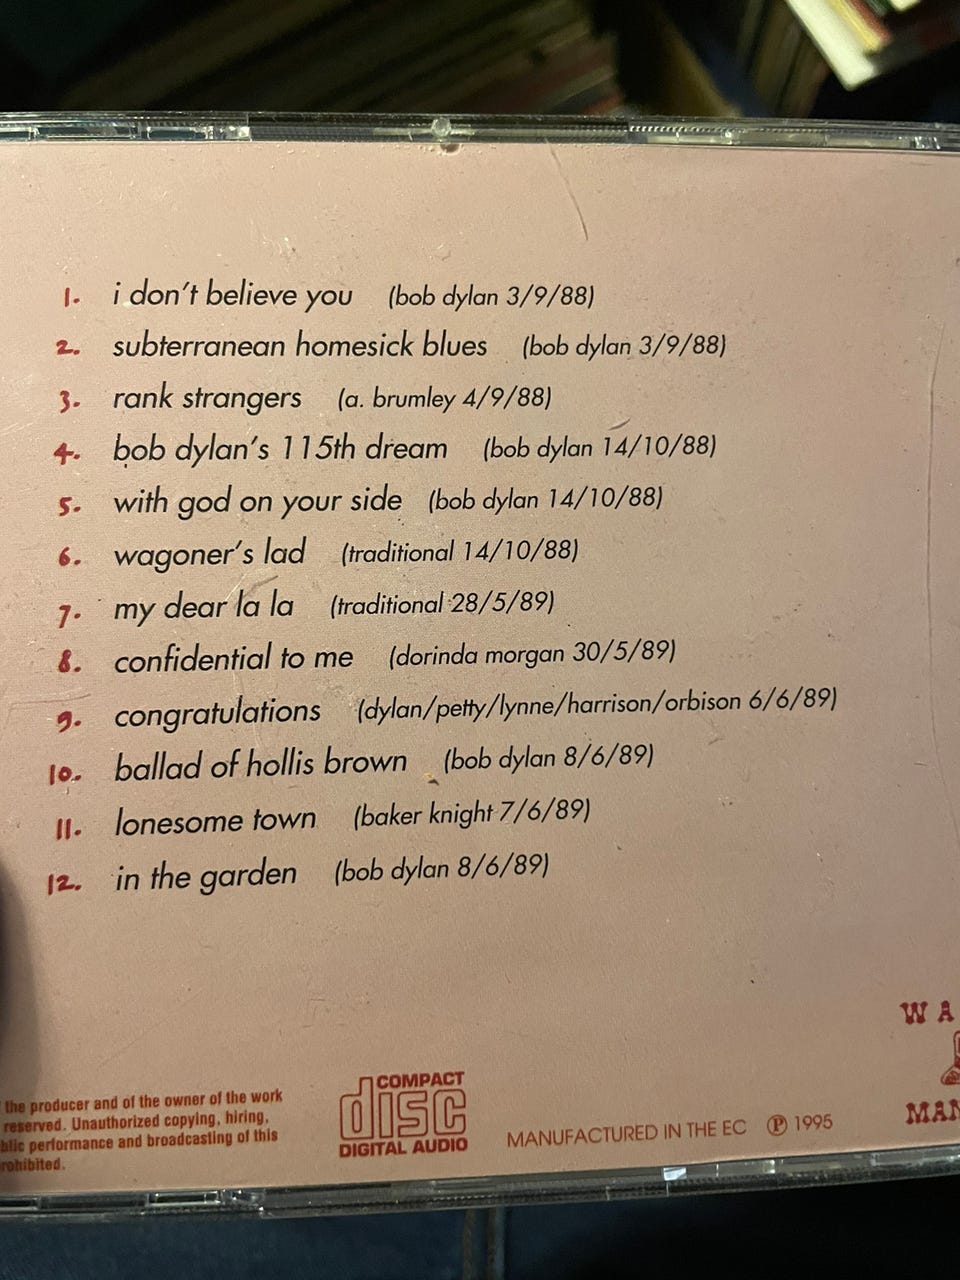 1. i don't believe you (bob dylan 3/9/88)
2. subterranean homesick blues (bob dylan 3/9/88)
3. rank strangers (a. brumley 4/9/88)
4. bob dylan's 115th dream (bob dylan 14/10/88)
5. with god on your side (bob dylan 14/10/88)
6. wagoner's lad (traditional 14/10/88)
7. my dear la la (traditional 28/5/89)
8. confidential to me (dorinda morgan 30/5/89)
9. congratulations (dylan/petty/lynne/harrison/orbison 6/6/89)
10. ballad of hollis brown (bob dylan 8/6/89)
11. lonesome town (baker knight 7/6/89)
12. in the garden (bob dylan 8/6/89)
the producer and of the owner of the work
reserved. Unauthorized copying, hiring,
blic performance and broadcasting of this
rohibited.
COMPACT
disc
DIGITAL AUDIO
MANUFACTURED IN THE EC ℗ 1995
W A
MAN